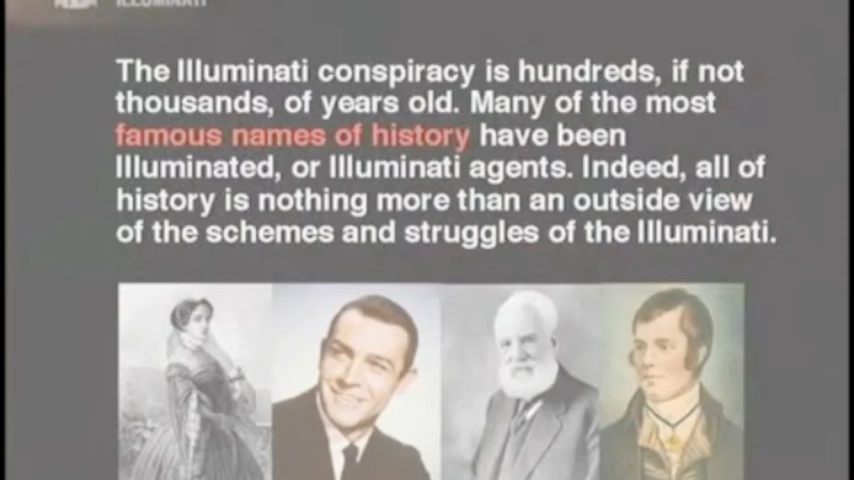 ILLUMINATI
The Illuminati conspiracy is hundreds, if not
thousands, of years old. Many of the most
famous names of history have been
Illuminated, or Illuminati agents. Indeed, all of
history is nothing more than an outside view
of the schemes and struggles of the Illuminati.